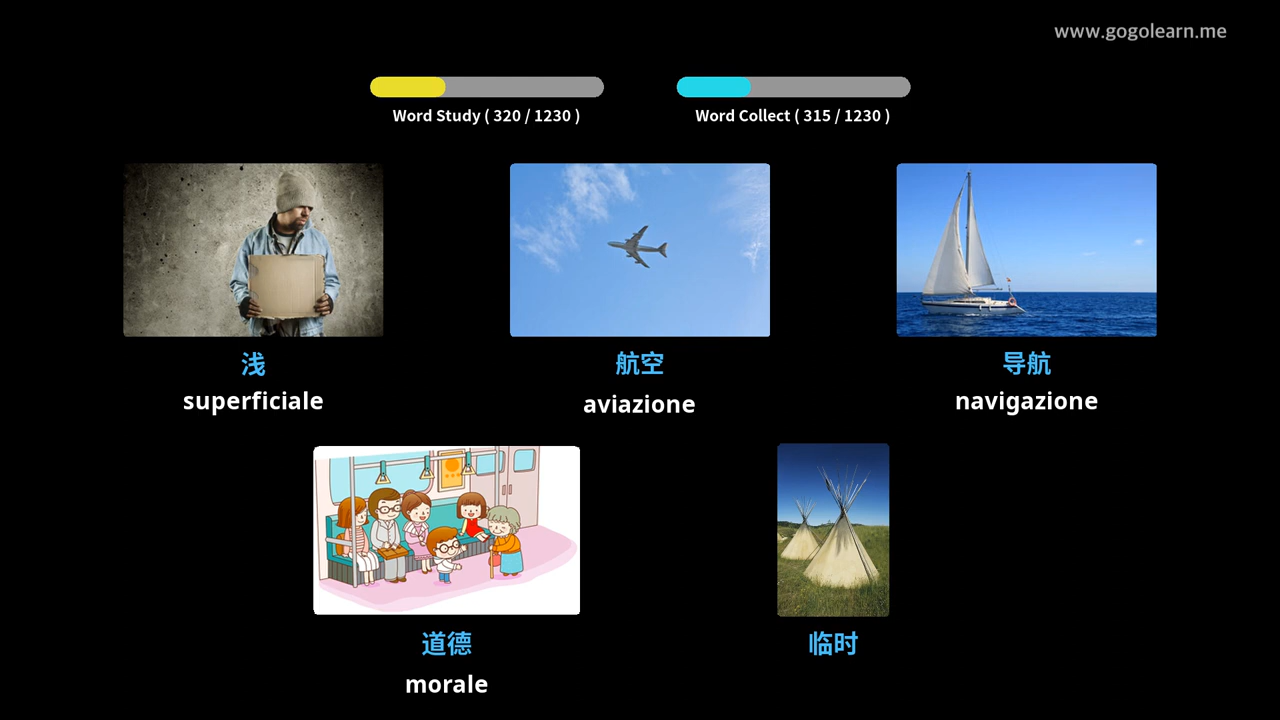 www.gogolearn.me
Word Study ( 320 / 1230 )
Word Collect ( 315 / 1230 )
浅
superficiale
航空
aviazione
导航
navigazione
道德
morale
临时